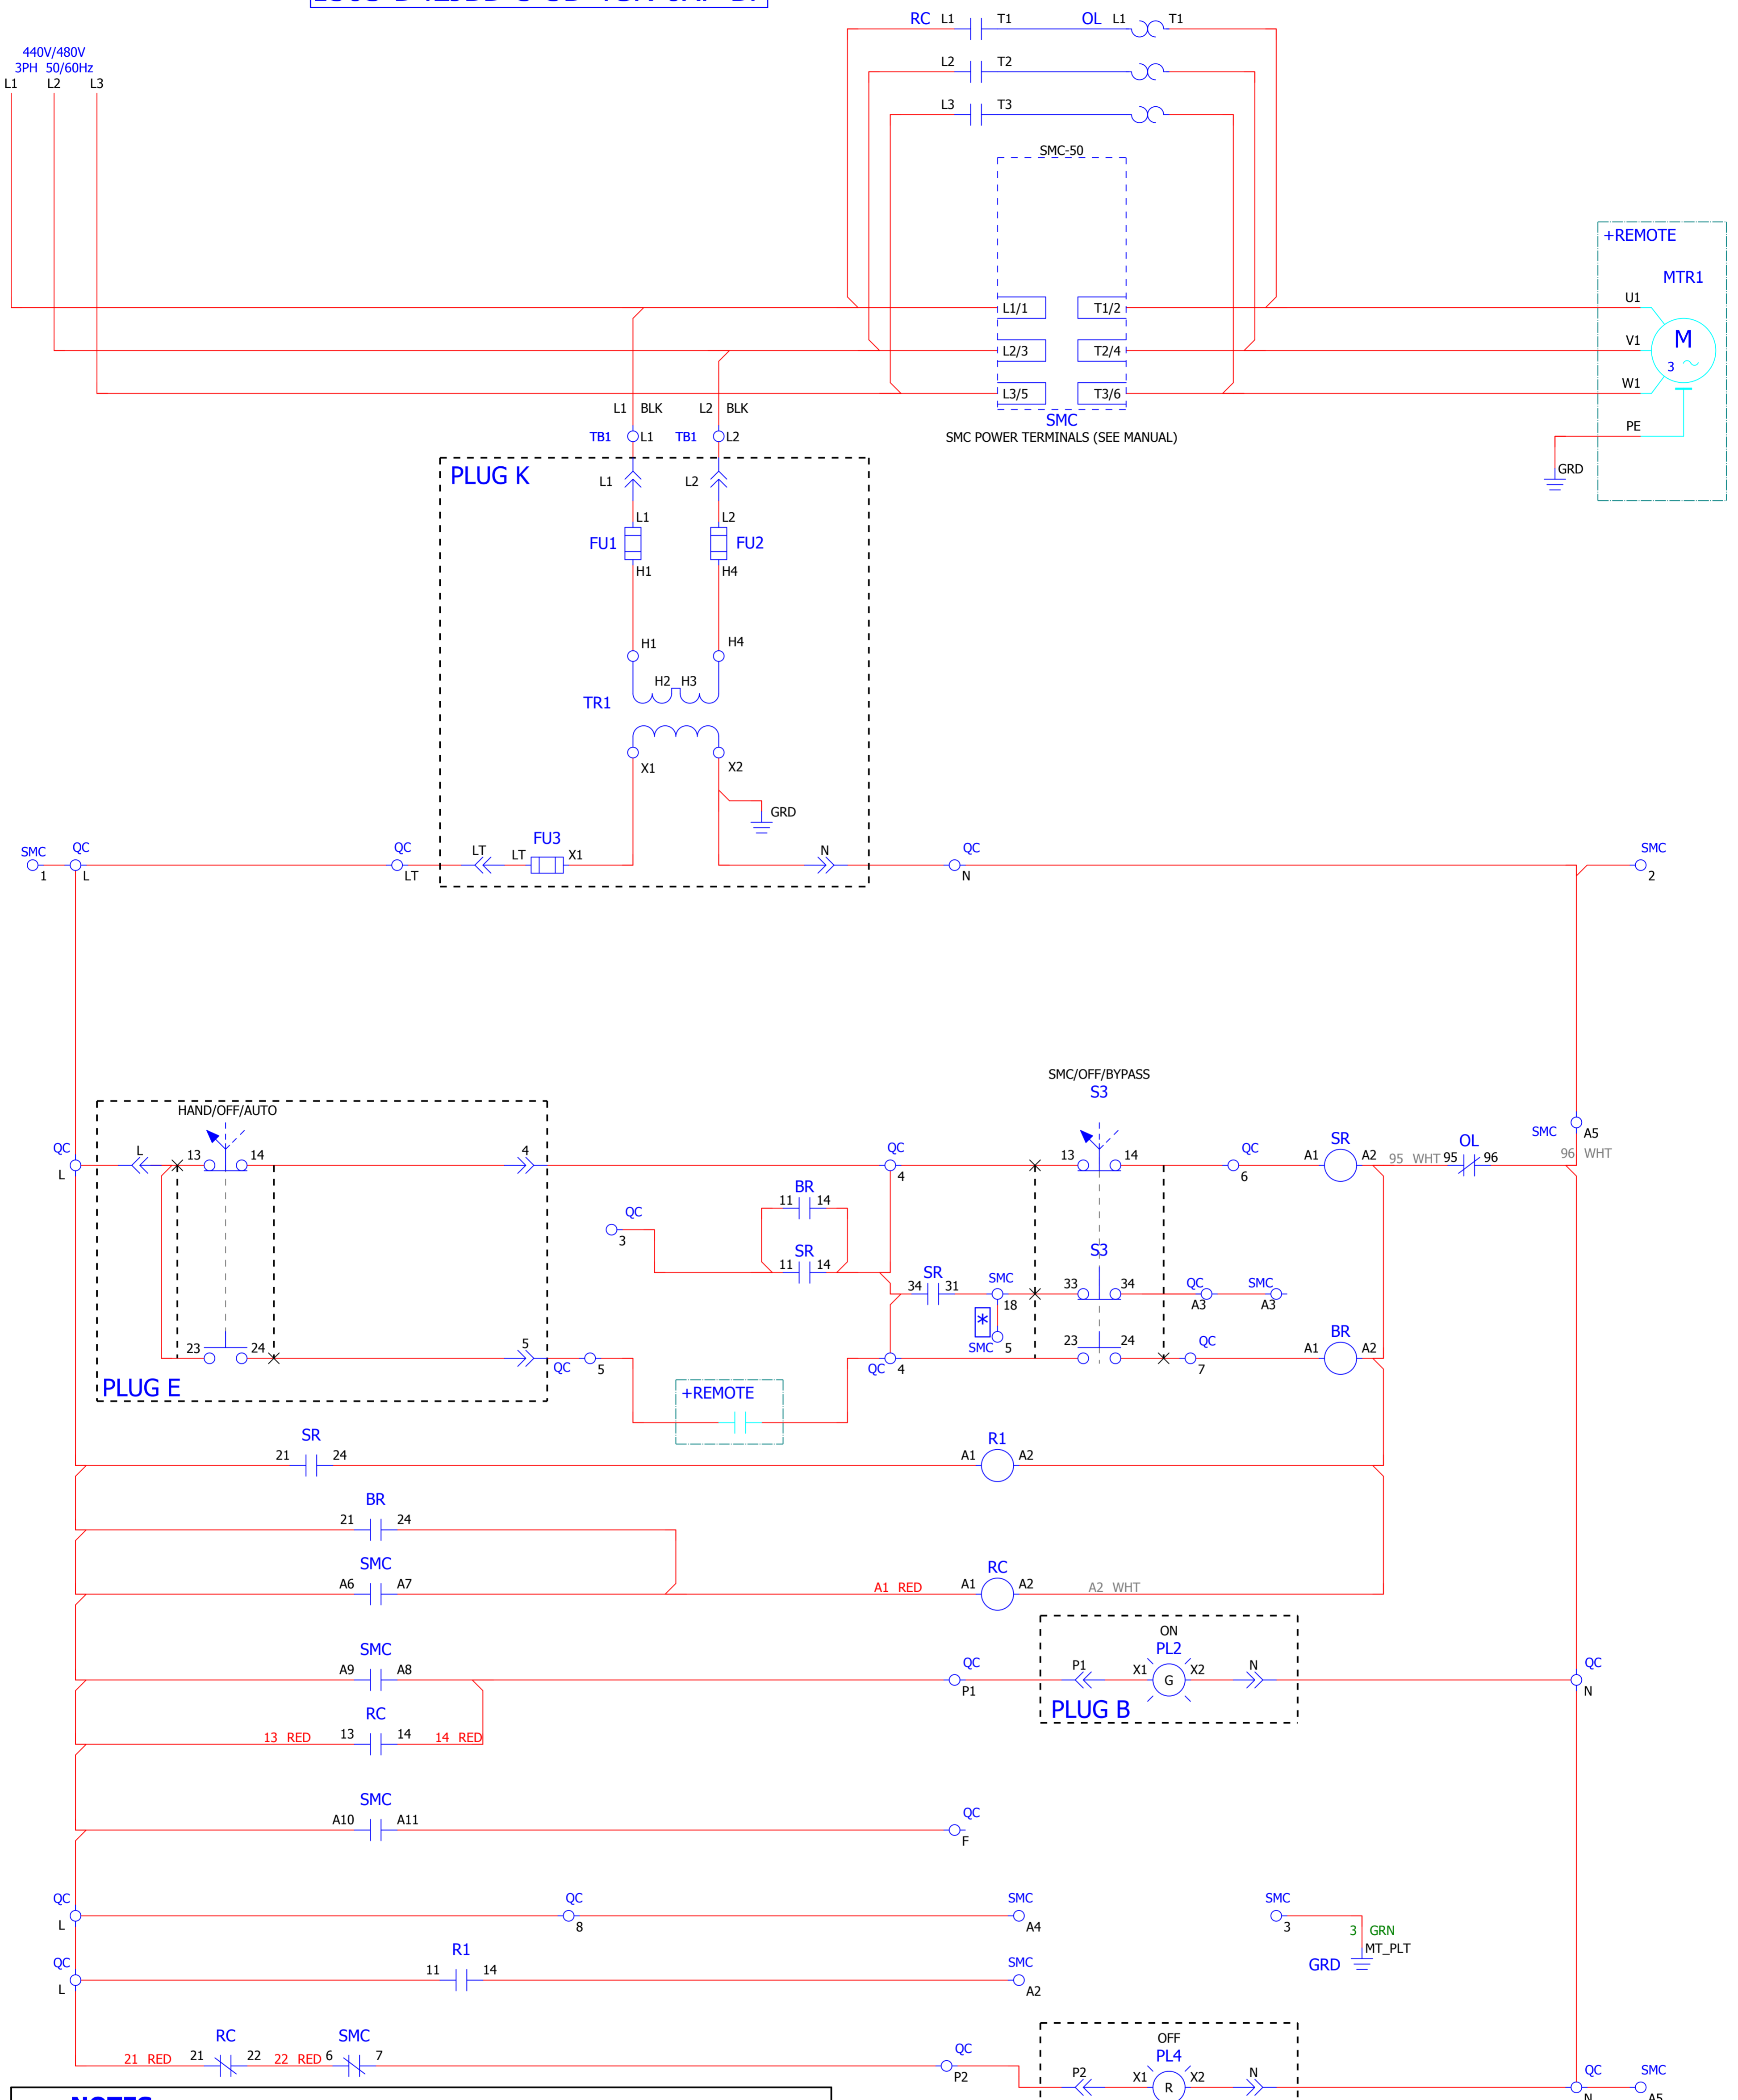 RC L1 T1 OL L1 T1
440V/480V
3PH 50/60Hz
L1 L2 L3
L2 T2
L3 T3
SMC-50
+REMOTE
MTR1
L1/1 T1/2 U1
L2/3 T2/4 V1 M
3
L3/5 T3/6 W1
SMC
SMC POWER TERMINALS (SEE MANUAL)
PE
GRD
L1 BLK L2 BLK
TB1 L1 TB1 L2
PLUG K
L1 L2
L1 L2
FU1 FU2
H1 H4
H1 H4
H2 H3
TR1
X1 X2
GRD
SMC QC QC LT LT FU3 X1 N QC SMC
1 L LT N 2
SMC/OFF/BYPASS
S3
HAND/OFF/AUTO
QC L 13 14 4 QC 13 14 QC SR OL SMC A5
L 4 6 A1 A2 95 WHT 95 96 96 WHT
BR
11 14
QC
3
SR
11 14
S3
SR
34 31 SMC 33 34 QC SMC
18 A3 A3
*
SMC 5
23 24 5 QC 5 QC 4 23 24 QC 7 BR A1 A2
PLUG E
+REMOTE
SR
21 24
R1
A1 A2
BR
21 24
SMC
A6 A7
RC
A1 RED A1 A2 A2 WHT
ON
SMC
A9 A8
QC
P1
PL2
P1 X1 G X2 N
QC
N
PLUG B
RC
13 RED 13 14 14 RED
SMC
A10 A11
QC
F
QC QC SMC SMC
L 8 A4 3
3 GRN
MT_PLT
GRD
QC R1 SMC
L 11 14 A2
RC SMC
21 RED 21 22 22 RED 6 7
QC
P2
OFF
PL4
P2 X1 R X2 N
QC SMC
N A5
NOTES